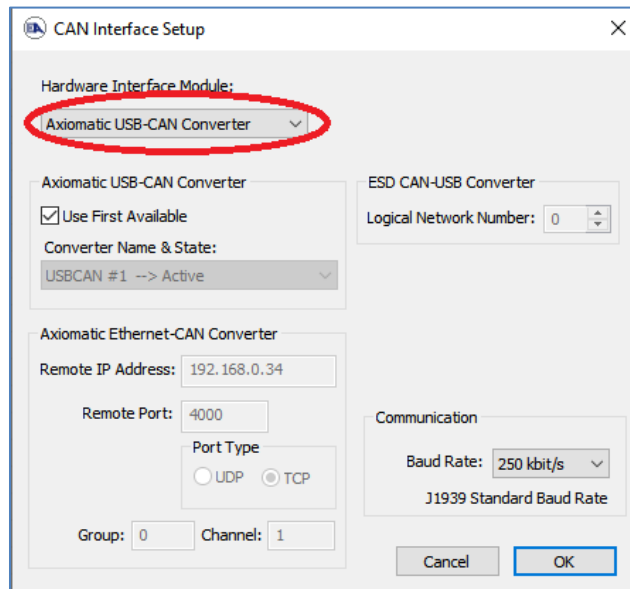 CAN Interface Setup
Hardware Interface Module:
Axiomatic USB-CAN Converter
Axiomatic USB-CAN Converter
Use First Available
Converter Name & State:
USBCAN #1 --> Active
ESD CAN-USB Converter
Logical Network Number: 0
Axiomatic Ethernet-CAN Converter
Remote IP Address: 192.168.0.34
Remote Port: 4000
Port Type
UDP TCP
Group: 0 Channel: 1
Communication
Baud Rate: 250 kbit/s
J1939 Standard Baud Rate
Cancel OK